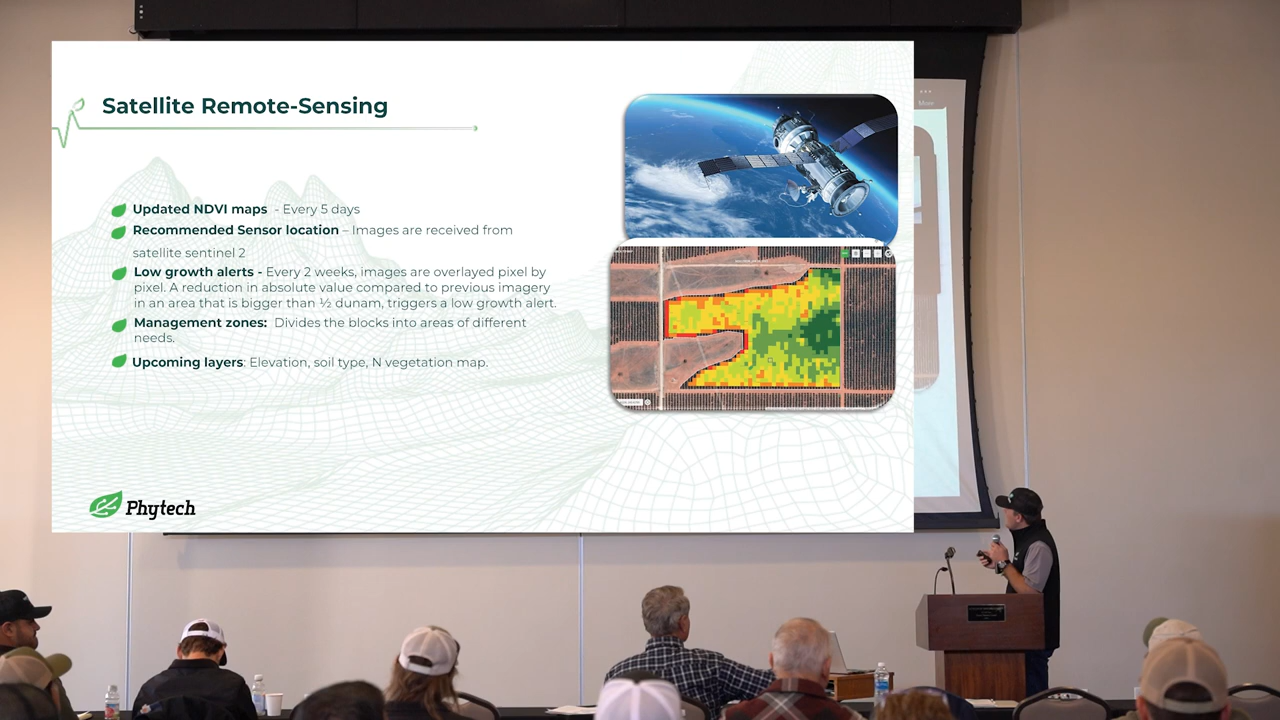 Satellite Remote-Sensing
Updated NDVI maps - Every 5 days
Recommended Sensor location – Images are received from
satellite sentinel 2
Low growth alerts - Every 2 weeks, images are overlayed pixel by
pixel. A reduction in absolute value compared to previous imagery
in an area that is bigger than ½ dunam, triggers a low growth alert.
Management zones: Divides the blocks into areas of different
needs.
Upcoming layers: Elevation, soil type, N vegetation map.
Phytech
More